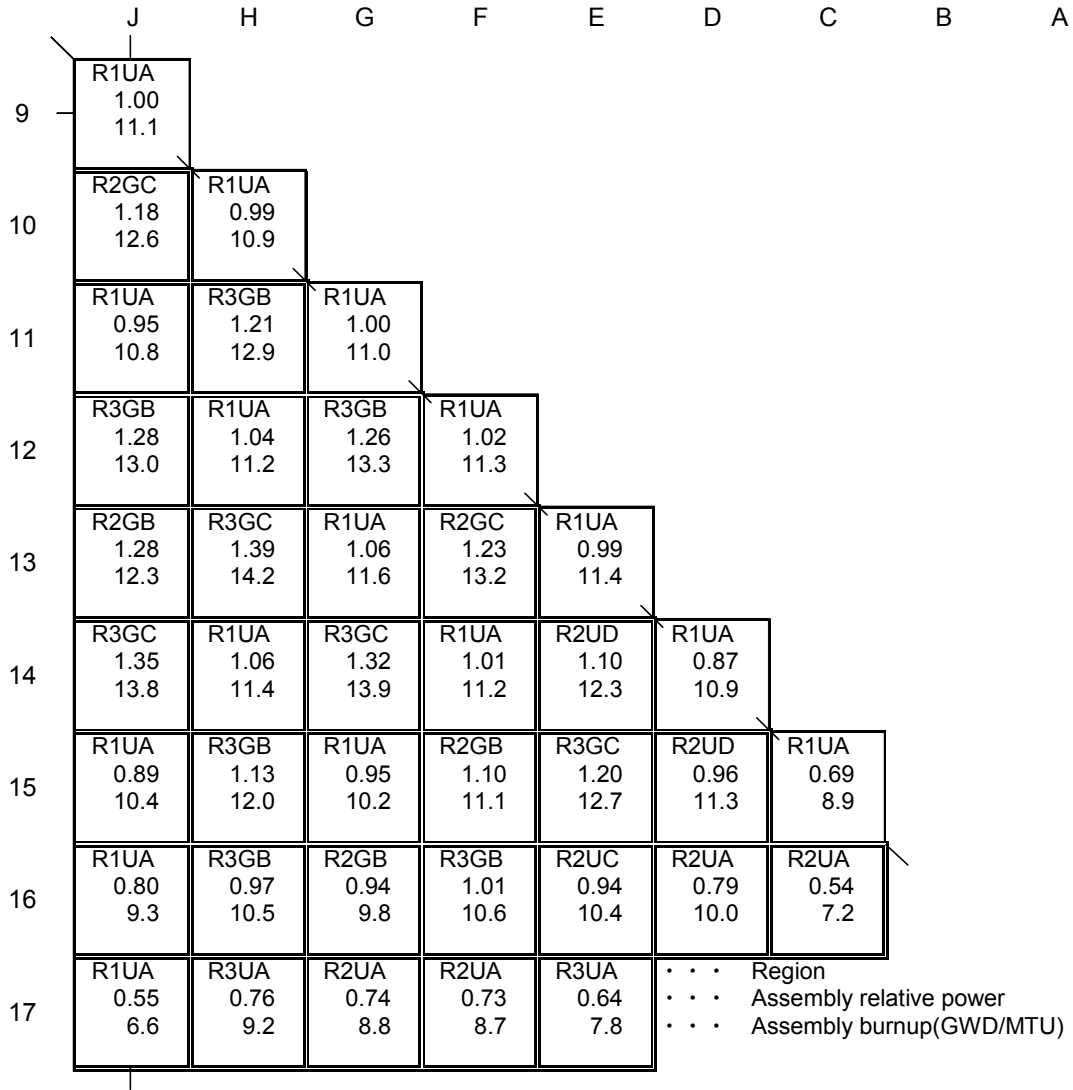 J H G F E D C B A
R1UA
9 1.00
11.1
R2GC R1UA
10 1.18 0.99
12.6 10.9
R1UA R3GB R1UA
11 0.95 1.21 1.00
10.8 12.9 11.0
R3GB R1UA R3GB R1UA
12 1.28 1.04 1.26 1.02
13.0 11.2 13.3 11.3
R2GB R3GC R1UA R2GC R1UA
13 1.28 1.39 1.06 1.23 0.99
12.3 14.2 11.6 13.2 11.4
R3GC R1UA R3GC R1UA R2UD R1UA
14 1.35 1.06 1.32 1.01 1.10 0.87
13.8 11.4 13.9 11.2 12.3 10.9
R1UA R3GB R1UA R2GB R3GC R2UD R1UA
15 0.89 1.13 0.95 1.10 1.20 0.96 0.69
10.4 12.0 10.2 11.1 12.7 11.3 8.9
R1UA R3GB R2GB R3GB R2UC R2UA R2UA
16 0.80 0.97 0.94 1.01 0.94 0.79 0.54
9.3 10.5 9.8 10.6 10.4 10.0 7.2
R1UA R3UA R2UA R2UA R3UA ・・・ Region
17 0.55 0.76 0.74 0.73 0.64 ・・・ Assembly relative power
6.6 9.2 8.8 8.7 7.8 ・・・ Assembly burnup(GWD/MTU)